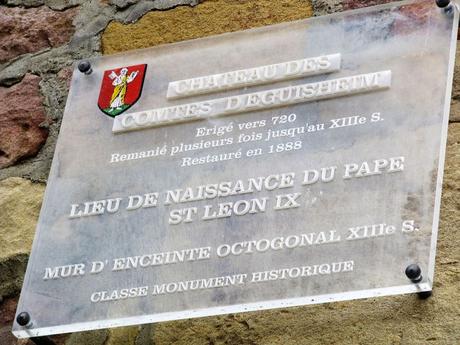 CHATEAU DES
COMTES D'EGUISHEIM
Erigé vers 720
Remanié plusieurs fois jusqu'au XIIIe S.
Restauré en 1888
LIEU DE NAISSANCE DU PAPE
ST LEON IX
MUR D'ENCEINTE OCTOGONAL XIIIe S.
CLASSE MONUMENT HISTORIQUE